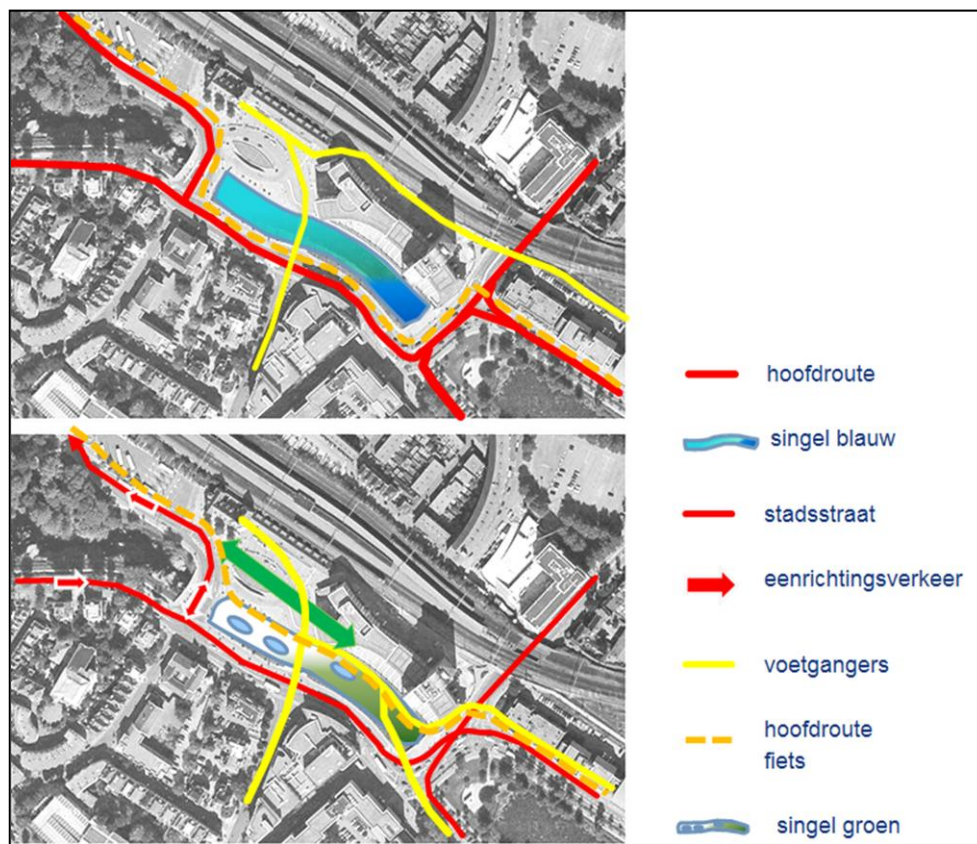 hoofdroute
singel blauw
stadsstraat
eenrichtingsverkeer
voetgangers
hoofdroute
fiets
singel groen